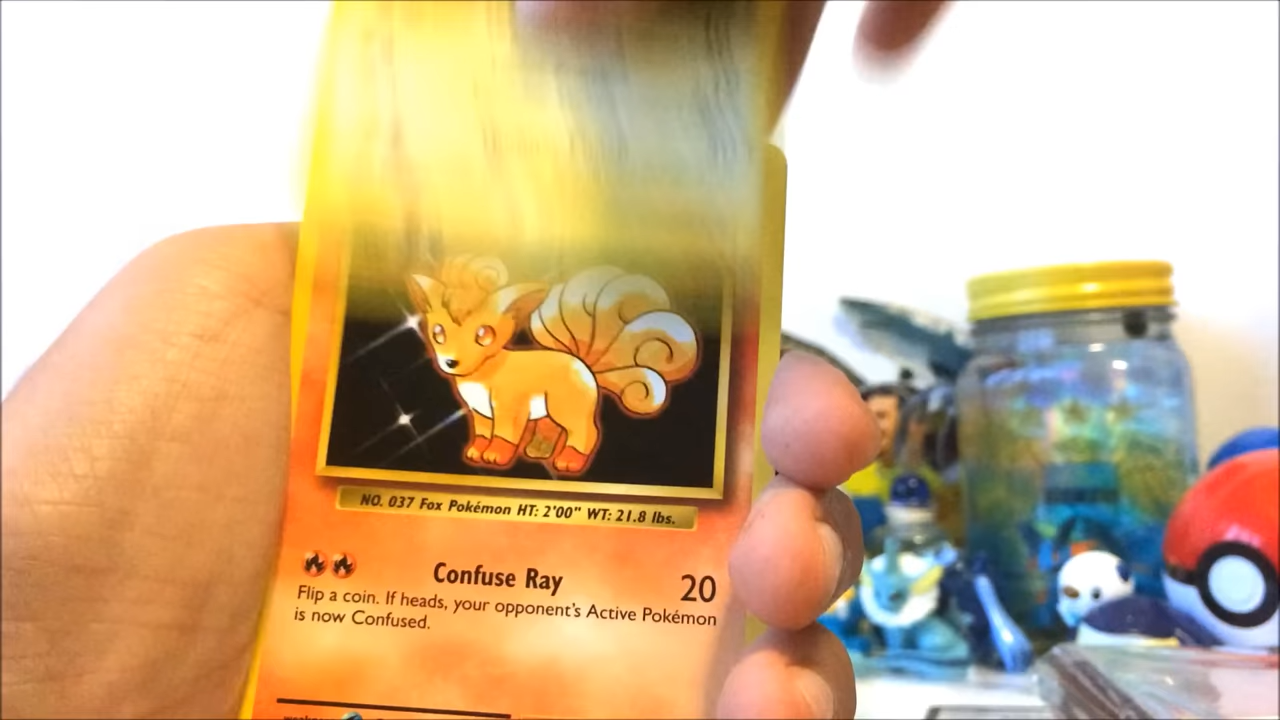 NO. 037 Fox Pokémon HT: 2'00" WT: 21.8 lbs.
Confuse Ray 20
Flip a coin. If heads, your opponent's Active Pokémon
is now Confused.